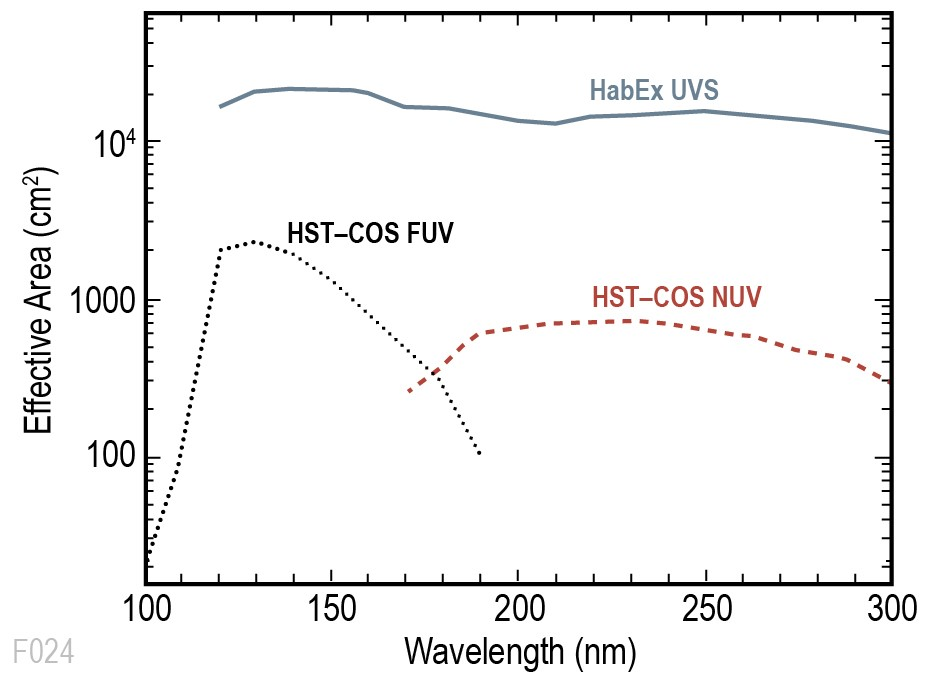 HabEx UVS
10⁴
HST–COS FUV
1000
HST–COS NUV
100
Effective Area (cm²)
100 150 200 250 300
Wavelength (nm)
F024